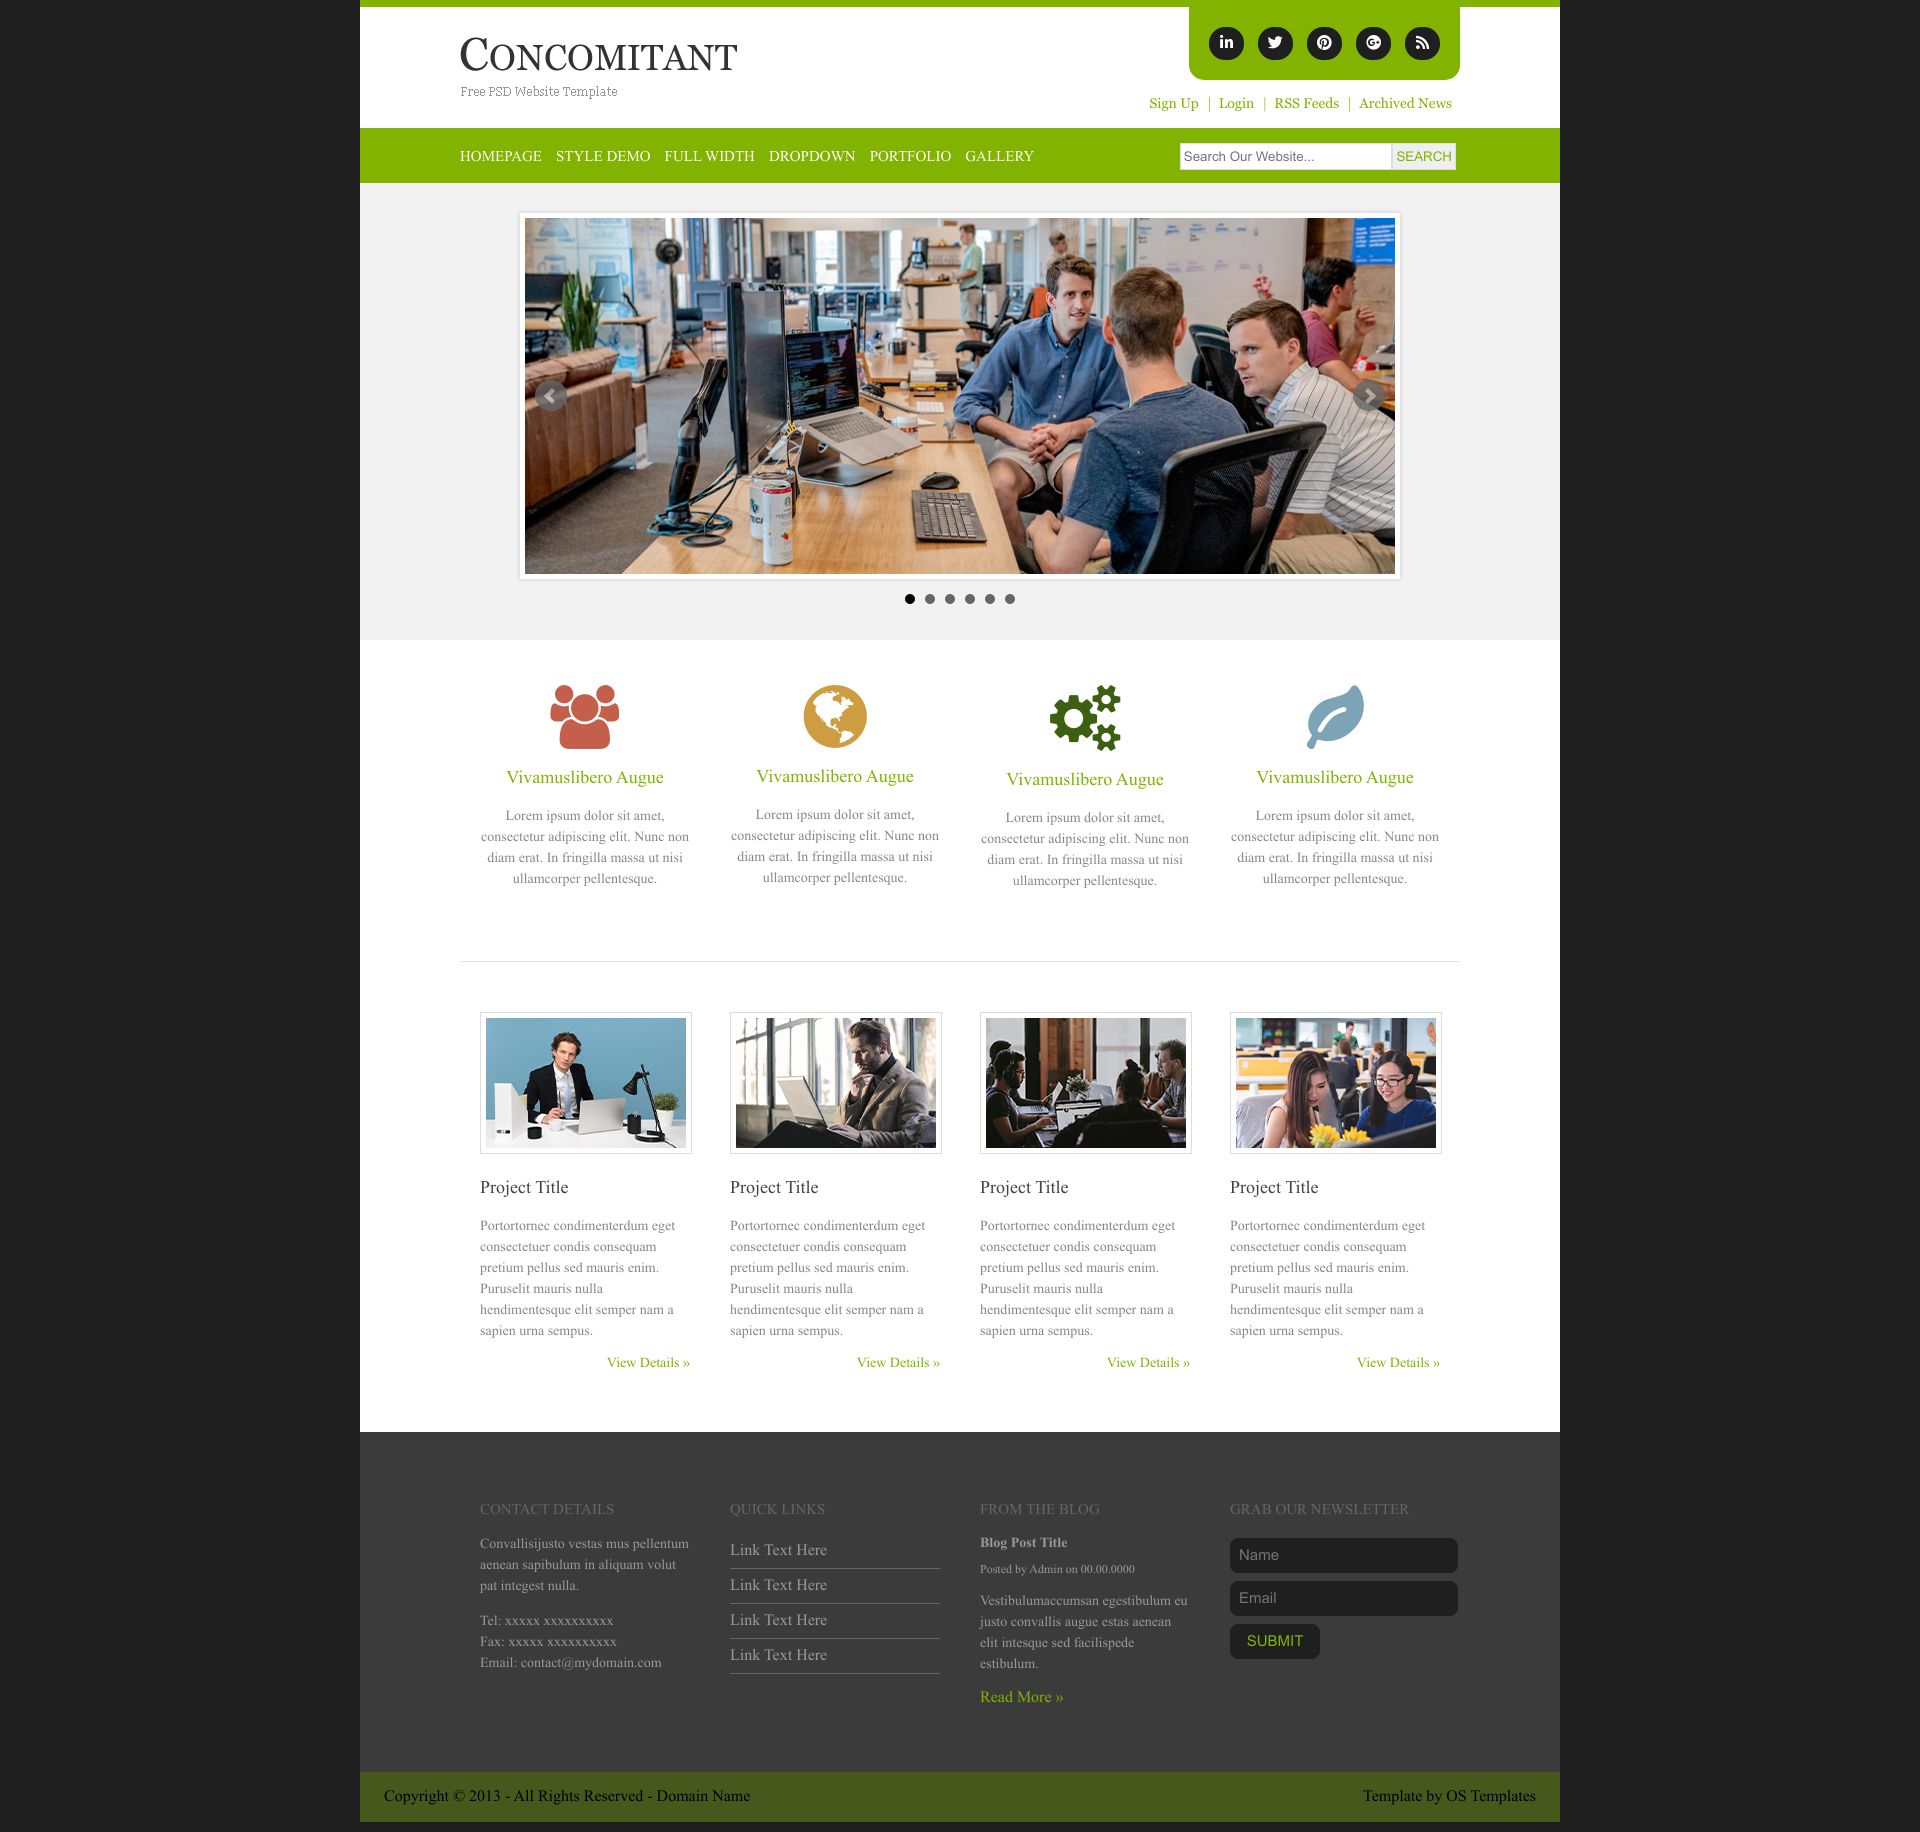 CONCOMITANT
Free PSD Website Template
Sign Up | Login | RSS Feeds | Archived News
HOMEPAGE STYLE DEMO FULL WIDTH DROPDOWN PORTFOLIO GALLERY
Search Our Website... SEARCH
Vivamuslibero Augue
Lorem ipsum dolor sit amet,
consectetur adipiscing elit. Nunc non
diam erat. In fringilla massa ut nisi
ullamcorper pellentesque.
Vivamuslibero Augue
Lorem ipsum dolor sit amet,
consectetur adipiscing elit. Nunc non
diam erat. In fringilla massa ut nisi
ullamcorper pellentesque.
Vivamuslibero Augue
Lorem ipsum dolor sit amet,
consectetur adipiscing elit. Nunc non
diam erat. In fringilla massa ut nisi
ullamcorper pellentesque.
Vivamuslibero Augue
Lorem ipsum dolor sit amet,
consectetur adipiscing elit. Nunc non
diam erat. In fringilla massa ut nisi
ullamcorper pellentesque.
Project Title
Portortornec condimenterdum eget
consectetuer condis consequam
pretium pellus sed mauris enim.
Puruselit mauris nulla
hendimentesque elit semper nam a
sapien urna sempus.
View Details »
Project Title
Portortornec condimenterdum eget
consectetuer condis consequam
pretium pellus sed mauris enim.
Puruselit mauris nulla
hendimentesque elit semper nam a
sapien urna sempus.
View Details »
Project Title
Portortornec condimenterdum eget
consectetuer condis consequam
pretium pellus sed mauris enim.
Puruselit mauris nulla
hendimentesque elit semper nam a
sapien urna sempus.
View Details »
Project Title
Portortornec condimenterdum eget
consectetuer condis consequam
pretium pellus sed mauris enim.
Puruselit mauris nulla
hendimentesque elit semper nam a
sapien urna sempus.
View Details »
CONTACT DETAILS
Convallisijusto vestas mus pellentum
aenean sapibulum in aliquam volut
pat integest nulla.
Tel: xxxxx xxxxxxxxxx
Fax: xxxxx xxxxxxxxxx
Email: contact@mydomain.com
QUICK LINKS
Link Text Here
Link Text Here
Link Text Here
Link Text Here
FROM THE BLOG
Blog Post Title
Posted by Admin on 00.00.0000
Vestibulumaccumsan egestibulum eu
justo convallis augue estas aenean
elit intesque sed facilispede
estibulum.
Read More »
GRAB OUR NEWSLETTER
Name
Email
SUBMIT
Copyright © 2013 - All Rights Reserved - Domain Name
Template by OS Templates